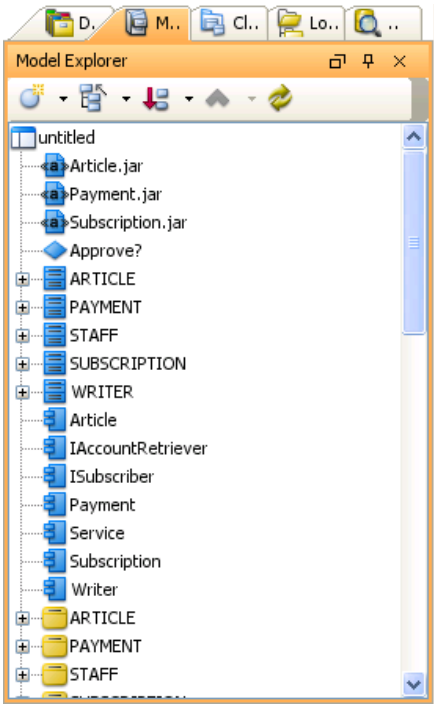 D.. M.. Cl.. Lo.. ..
Model Explorer
untitled
«a»Article.jar
«a»Payment.jar
«a»Subscription.jar
Approve?
ARTICLE
PAYMENT
STAFF
SUBSCRIPTION
WRITER
Article
IAccountRetriever
ISubscriber
Payment
Service
Subscription
Writer
ARTICLE
PAYMENT
STAFF